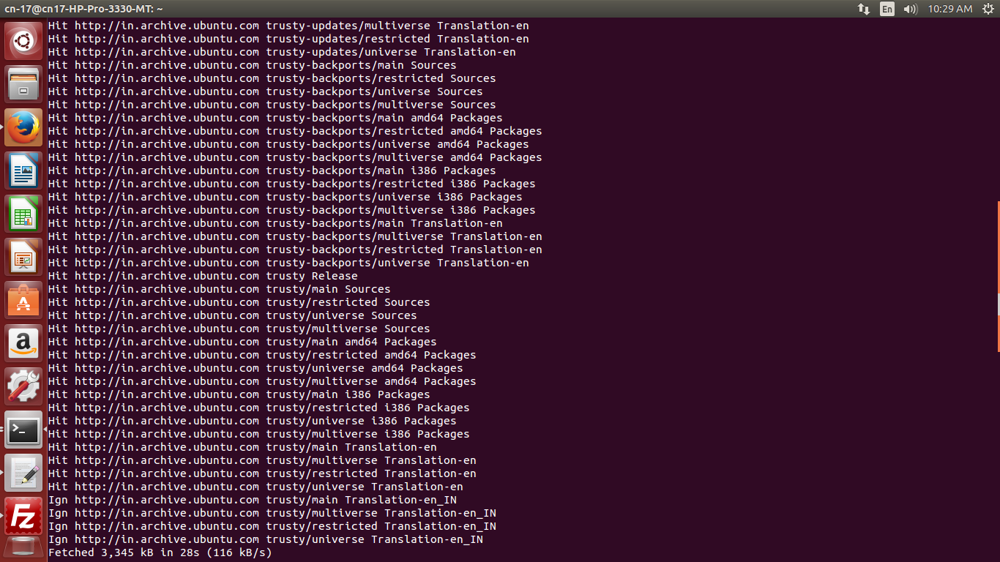 cn-17@cn17-HP-Pro-3330-MT: ~
En
10:29 AM
Hit http://in.archive.ubuntu.com trusty-updates/multiverse Translation-en
Hit http://in.archive.ubuntu.com trusty-updates/restricted Translation-en
Hit http://in.archive.ubuntu.com trusty-updates/universe Translation-en
Hit http://in.archive.ubuntu.com trusty-backports/main Sources
Hit http://in.archive.ubuntu.com trusty-backports/restricted Sources
Hit http://in.archive.ubuntu.com trusty-backports/universe Sources
Hit http://in.archive.ubuntu.com trusty-backports/multiverse Sources
Hit http://in.archive.ubuntu.com trusty-backports/main amd64 Packages
Hit http://in.archive.ubuntu.com trusty-backports/restricted amd64 Packages
Hit http://in.archive.ubuntu.com trusty-backports/universe amd64 Packages
Hit http://in.archive.ubuntu.com trusty-backports/multiverse amd64 Packages
Hit http://in.archive.ubuntu.com trusty-backports/main i386 Packages
Hit http://in.archive.ubuntu.com trusty-backports/restricted i386 Packages
Hit http://in.archive.ubuntu.com trusty-backports/universe i386 Packages
Hit http://in.archive.ubuntu.com trusty-backports/multiverse i386 Packages
Hit http://in.archive.ubuntu.com trusty-backports/main Translation-en
Hit http://in.archive.ubuntu.com trusty-backports/multiverse Translation-en
Hit http://in.archive.ubuntu.com trusty-backports/restricted Translation-en
Hit http://in.archive.ubuntu.com trusty-backports/universe Translation-en
Hit http://in.archive.ubuntu.com trusty Release
Hit http://in.archive.ubuntu.com trusty/main Sources
Hit http://in.archive.ubuntu.com trusty/restricted Sources
Hit http://in.archive.ubuntu.com trusty/universe Sources
Hit http://in.archive.ubuntu.com trusty/multiverse Sources
Hit http://in.archive.ubuntu.com trusty/main amd64 Packages
Hit http://in.archive.ubuntu.com trusty/restricted amd64 Packages
Hit http://in.archive.ubuntu.com trusty/universe amd64 Packages
Hit http://in.archive.ubuntu.com trusty/multiverse amd64 Packages
Hit http://in.archive.ubuntu.com trusty/main i386 Packages
Hit http://in.archive.ubuntu.com trusty/restricted i386 Packages
Hit http://in.archive.ubuntu.com trusty/universe i386 Packages
Hit http://in.archive.ubuntu.com trusty/multiverse i386 Packages
Hit http://in.archive.ubuntu.com trusty/main Translation-en
Hit http://in.archive.ubuntu.com trusty/multiverse Translation-en
Hit http://in.archive.ubuntu.com trusty/restricted Translation-en
Hit http://in.archive.ubuntu.com trusty/universe Translation-en
Ign http://in.archive.ubuntu.com trusty/main Translation-en_IN
Ign http://in.archive.ubuntu.com trusty/multiverse Translation-en_IN
Ign http://in.archive.ubuntu.com trusty/restricted Translation-en_IN
Ign http://in.archive.ubuntu.com trusty/universe Translation-en_IN
Fetched 3,345 kB in 28s (116 kB/s)
A
a
>_
Fz